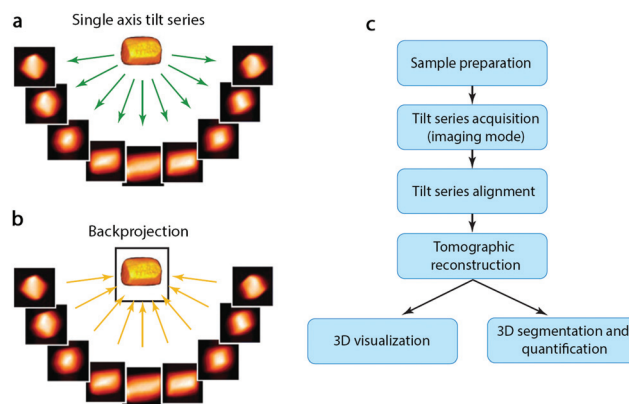 a
Single axis tilt series
b
Backprojection
c
Sample preparation
Tilt series acquisition
(imaging mode)
Tilt series alignment
Tomographic
reconstruction
3D visualization
3D segmentation and
quantification